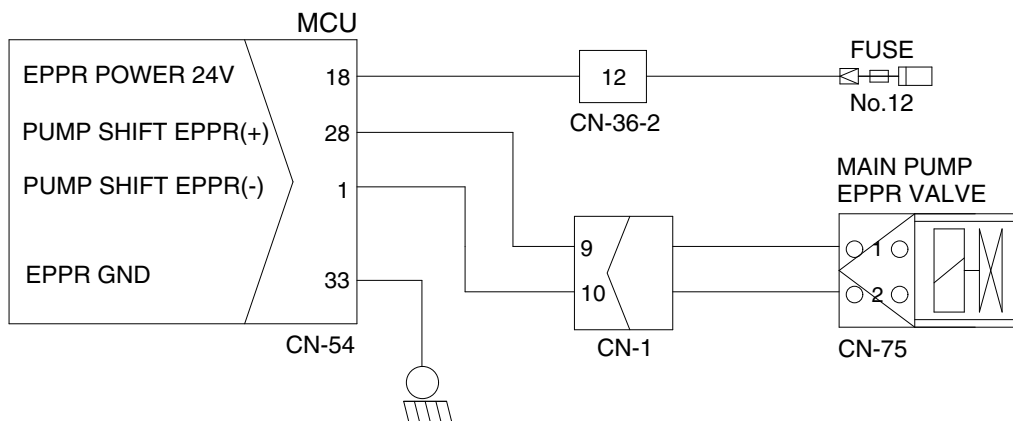 MCU
EPPR POWER 24V 18
12
CN-36-2
FUSE
No.12
PUMP SHIFT EPPR(+) 28
PUMP SHIFT EPPR(-) 1
MAIN PUMP
EPPR VALVE
9
10
CN-1
1
2
CN-75
EPPR GND 33
CN-54